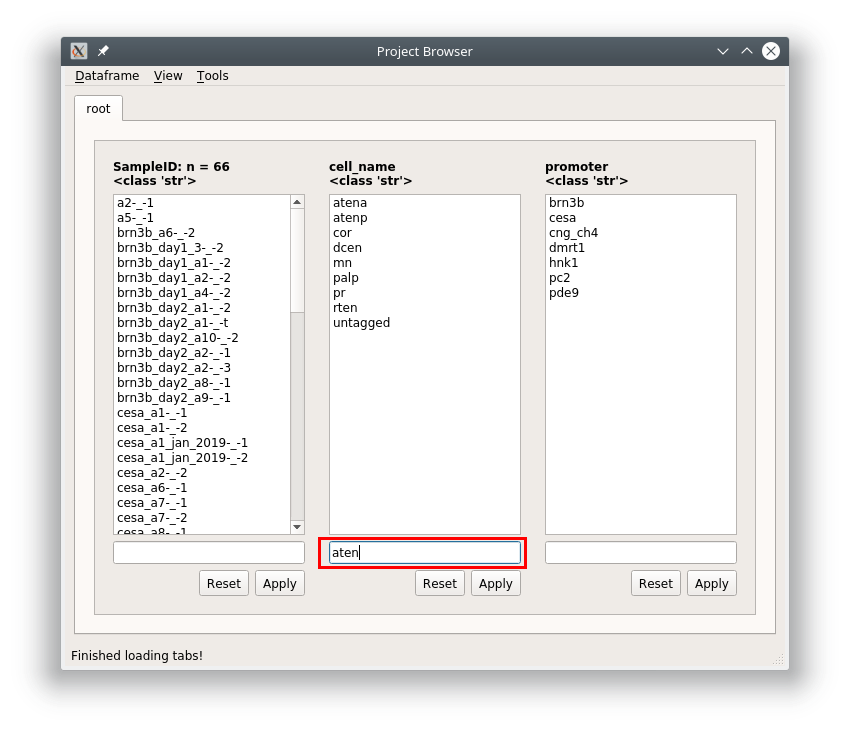 Project Browser
Dataframe View Tools
root
SampleID: n = 66
<class 'str'>
a2-_-1
a5-_-1
brn3b_a6-_-2
brn3b_day1_3-_-2
brn3b_day1_a1-_-2
brn3b_day1_a2-_-2
brn3b_day1_a4-_-2
brn3b_day2_a1-_-2
brn3b_day2_a1-_-t
brn3b_day2_a10-_-2
brn3b_day2_a2-_-1
brn3b_day2_a2-_-3
brn3b_day2_a8-_-1
brn3b_day2_a9-_-1
cesa_a1-_-1
cesa_a1-_-2
cesa_a1_jan_2019-_-1
cesa_a1_jan_2019-_-2
cesa_a2-_-2
cesa_a6-_-1
cesa_a7-_-1
cesa_a7-_-2
cesa_a8-_-1
Reset Apply
cell_name
<class 'str'>
atena
atenp
cor
dcen
mn
palp
pr
rten
untagged
aten
Reset Apply
promoter
<class 'str'>
brn3b
cesa
cng_ch4
dmrt1
hnk1
pc2
pde9
Reset Apply
Finished loading tabs!